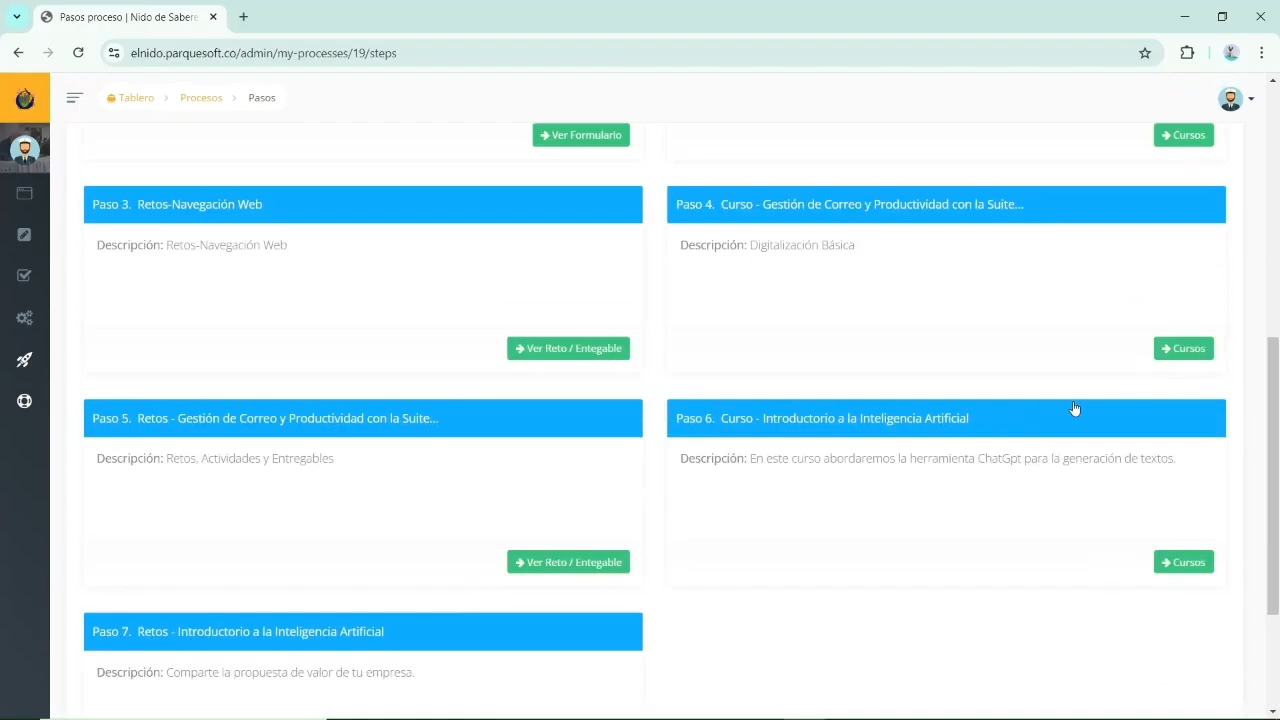 Pasos proceso | Nido de Sabere
elnido.parquesoft.co/admin/my-processes/19/steps
Tablero > Procesos > Pasos
Ver Formulario
Cursos
Paso 3. Retos-Navegación Web
Descripción: Retos-Navegación Web
Ver Reto / Entegable
Paso 4. Curso - Gestión de Correo y Productividad con la Suite...
Descripción: Digitalización Básica
Cursos
Paso 5. Retos - Gestión de Correo y Productividad con la Suite...
Descripción: Retos, Actividades y Entregables
Ver Reto / Entegable
Paso 6. Curso - Introductorio a la Inteligencia Artificial
Descripción: En este curso abordaremos la herramienta ChatGpt para la generación de textos.
Cursos
Paso 7. Retos - Introductorio a la Inteligencia Artificial
Descripción: Comparte la propuesta de valor de tu empresa.